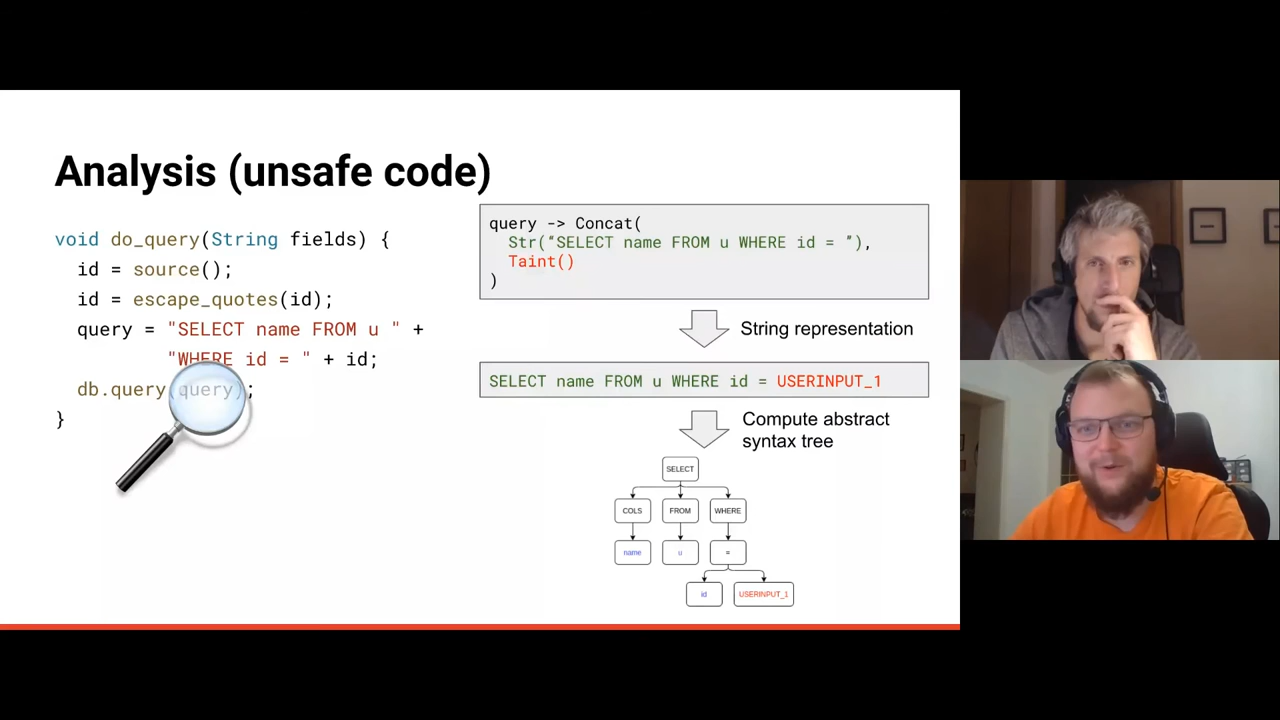 Analysis (unsafe code)
void do_query(String fields) {
id = source();
id = escape_quotes(id);
query = "SELECT name FROM u " +
"WHERE id = " + id;
db.query(query);
}
query -> Concat(
Str(“SELECT name FROM u WHERE id = ”),
Taint()
)
String representation
SELECT name FROM u WHERE id = USERINPUT_1
Compute abstract
syntax tree
SELECT
COLS FROM WHERE
name u =
id USERINPUT_1